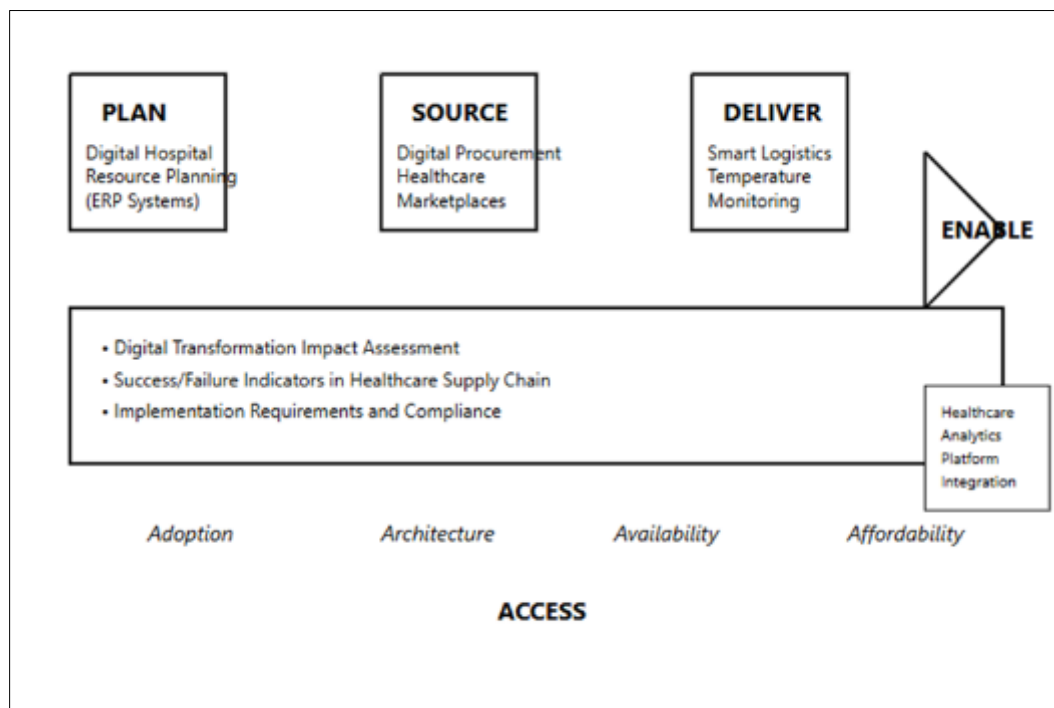 PLAN
Digital Hospital
Resource Planning
(ERP Systems)
SOURCE
Digital Procurement
Healthcare
Marketplaces
DELIVER
Smart Logistics
Temperature
Monitoring
ENABLE
• Digital Transformation Impact Assessment
• Success/Failure Indicators in Healthcare Supply Chain
• Implementation Requirements and Compliance
Healthcare
Analytics
Platform
Integration
Adoption
Architecture
Availability
Affordability
ACCESS